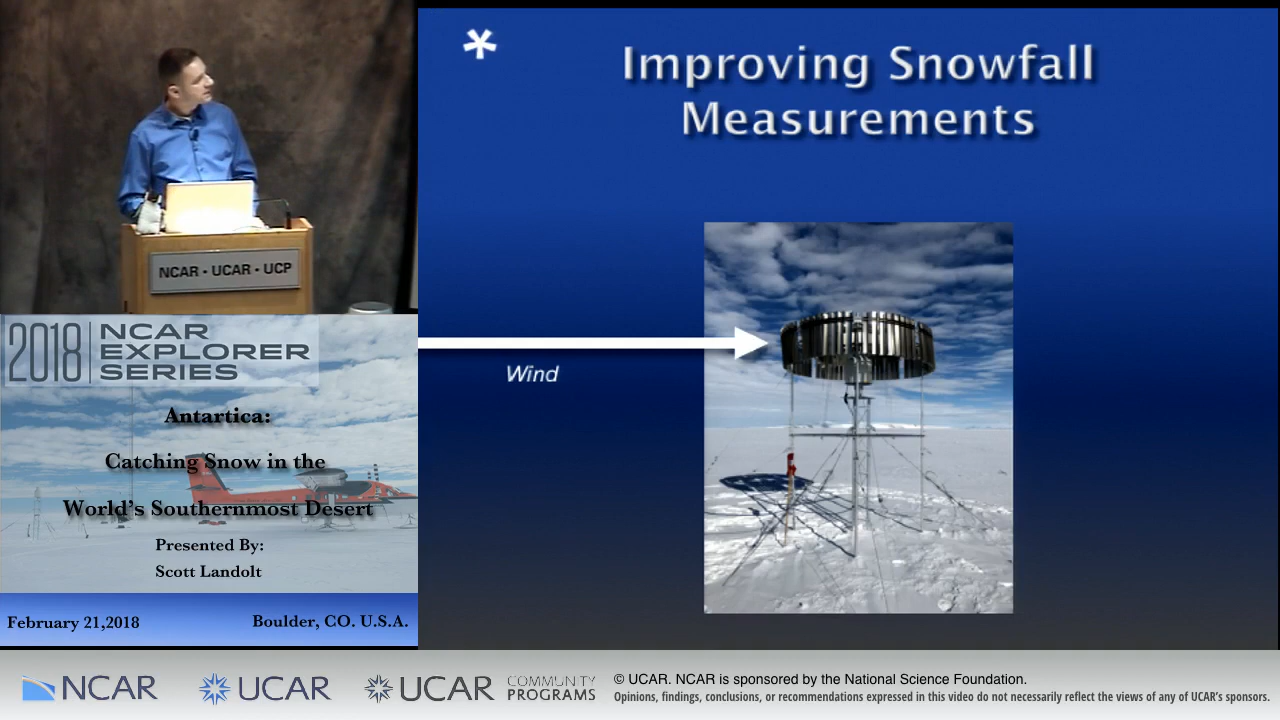 *
Improving Snowfall
Measurements
Wind
NCAR • UCAR • UCP
2018 NCAR
EXPLORER
SERIES
Antartica:
Catching Snow in the
World's Southernmost Desert
Presented By:
Scott Landolt
February 21,2018
Boulder, CO. U.S.A.
NCAR
UCAR
UCAR COMMUNITY
PROGRAMS
© UCAR. NCAR is sponsored by the National Science Foundation.
Opinions, findings, conclusions, or recommendations expressed in this video do not necessarily reflect the views of any of UCAR's sponsors.